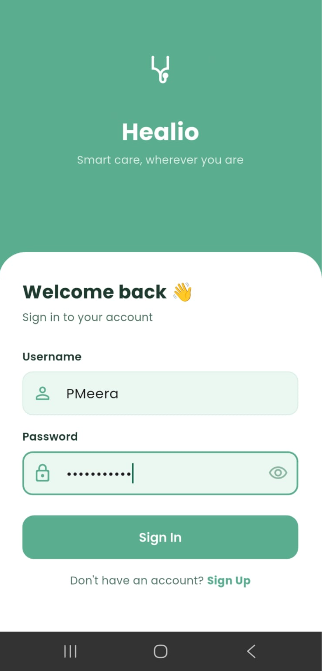 Healio
Smart care, wherever you are
Welcome back 👋
Sign in to your account
Username
PMeera
Password
•••••••••••
Sign In
Don't have an account? Sign Up